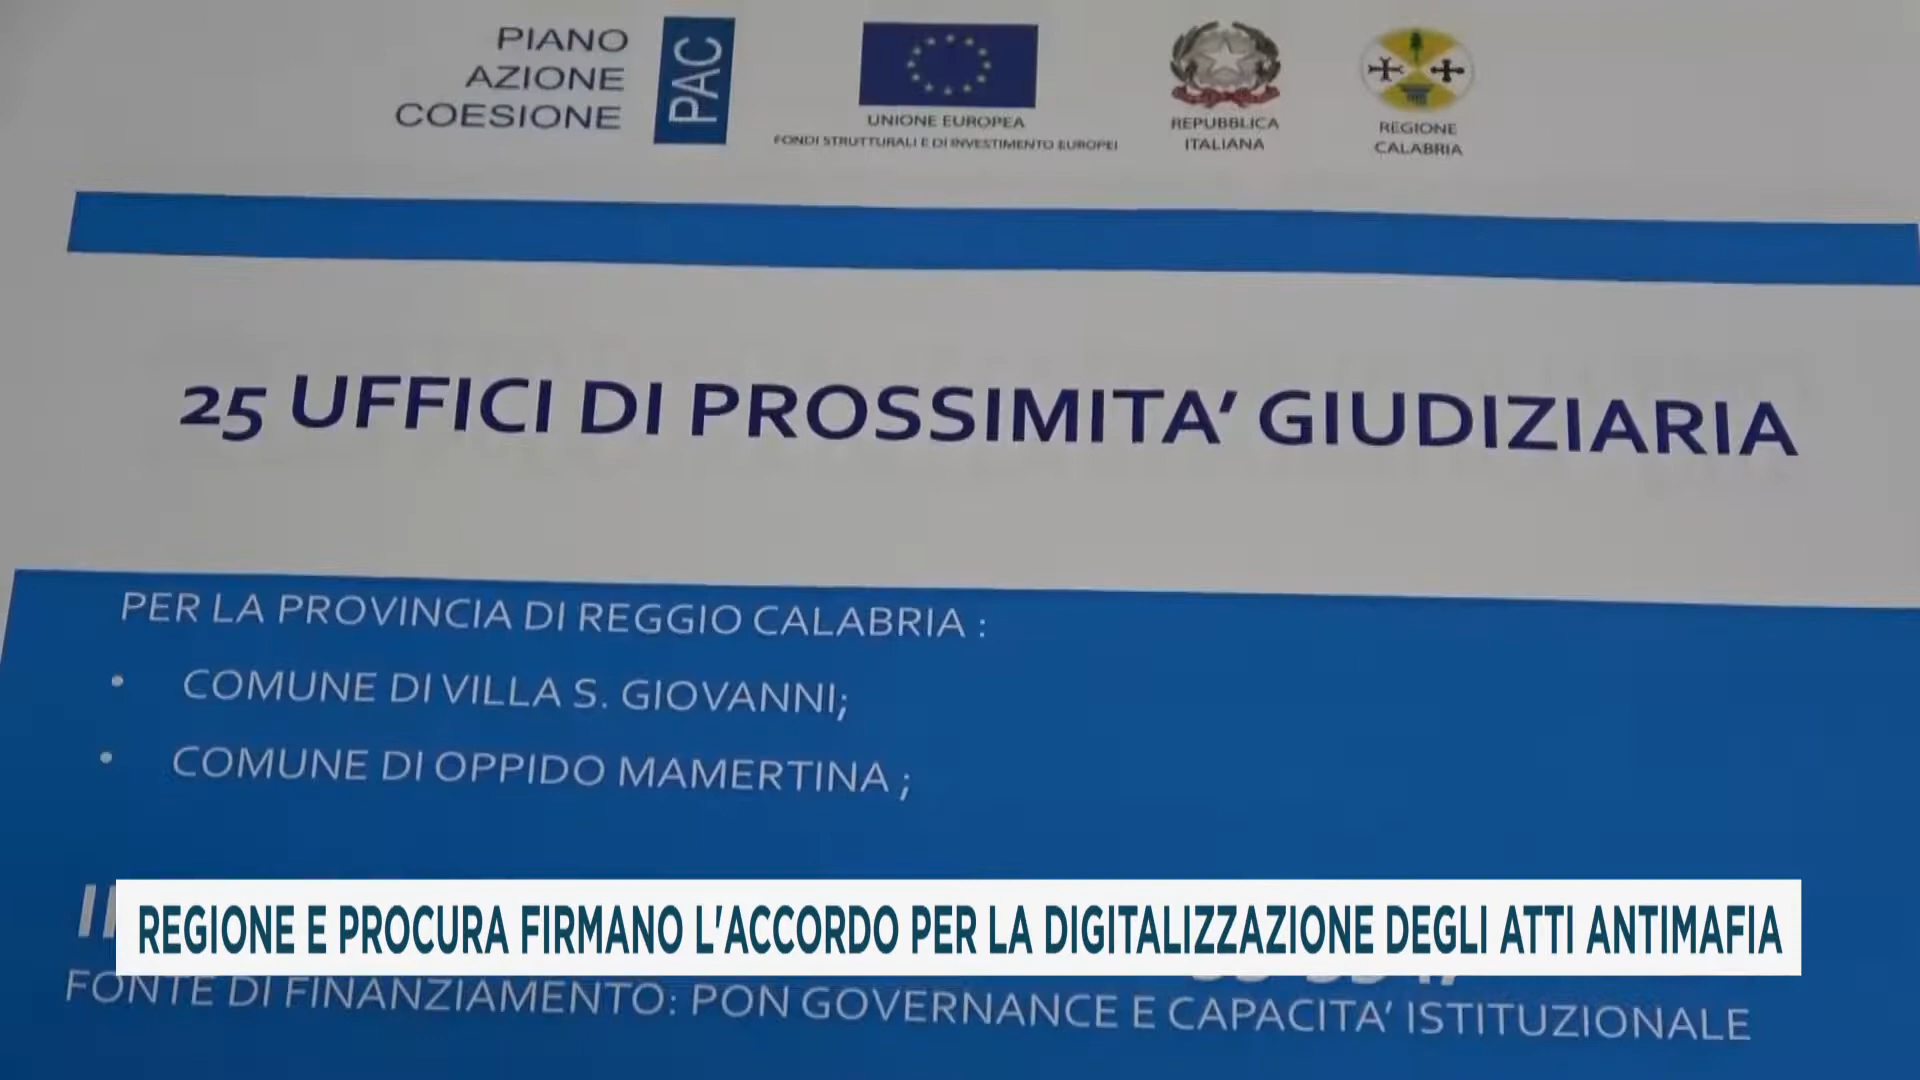 PIANO
AZIONE
COESIONE
PAC
UNIONE EUROPEA
FONDI STRUTTURALI E DI INVESTIMENTO EUROPEI
REPUBBLICA
ITALIANA
REGIONE
CALABRIA
25 UFFICI DI PROSSIMITA' GIUDIZIARIA
PER LA PROVINCIA DI REGGIO CALABRIA :
• COMUNE DI VILLA S. GIOVANNI;
• COMUNE DI OPPIDO MAMERTINA ;
REGIONE E PROCURA FIRMANO L'ACCORDO PER LA DIGITALIZZAZIONE DEGLI ATTI ANTIMAFIA
FONTE DI FINANZIAMENTO: PON GOVERNANCE E CAPACITA' ISTITUZIONALE